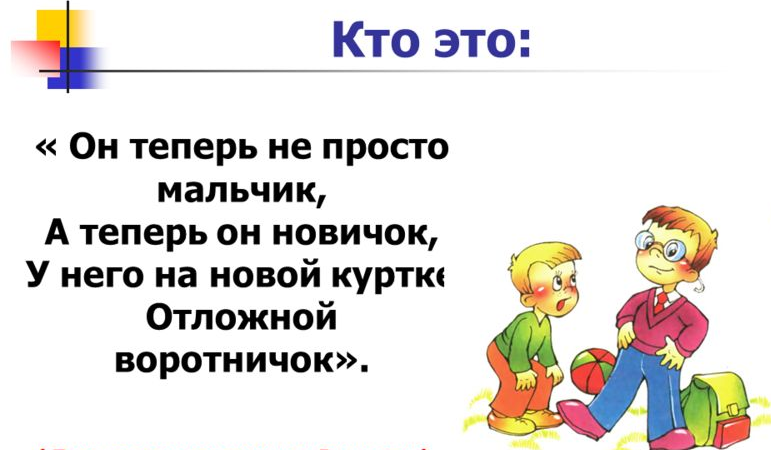 Кто это:
« Он теперь не просто
мальчик,
А теперь он новичок,
У него на новой куртке
Отложной
воротничок».